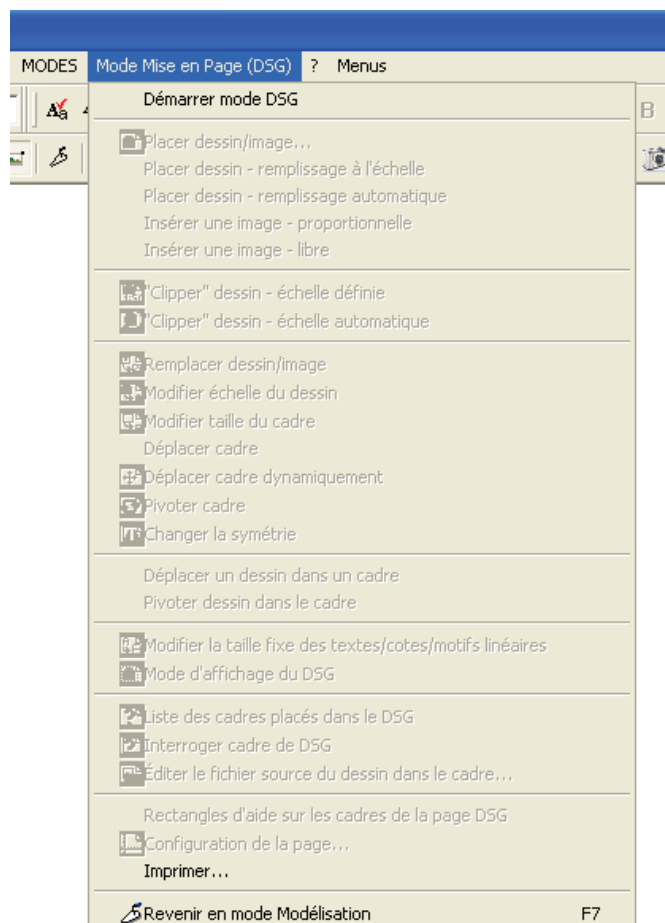 MODES Mode Mise en Page (DSG) ? Menus
Démarrer mode DSG
B
Placer dessin/image...
Placer dessin - remplissage à l'échelle
Placer dessin - remplissage automatique
Insérer une image - proportionnelle
Insérer une image - libre
"Clipper" dessin - échelle définie
"Clipper" dessin - échelle automatique
Remplacer dessin/image
Modifier échelle du dessin
Modifier taille du cadre
Déplacer cadre
Déplacer cadre dynamiquement
Pivoter cadre
Changer la symétrie
Déplacer un dessin dans un cadre
Pivoter dessin dans le cadre
Modifier la taille fixe des textes/cotes/motifs linéaires
Mode d'affichage du DSG
Liste des cadres placés dans le DSG
Interroger cadre de DSG
Éditer le fichier source du dessin dans le cadre...
Rectangles d'aide sur les cadres de la page DSG
Configuration de la page...
Imprimer...
Revenir en mode Modélisation F7